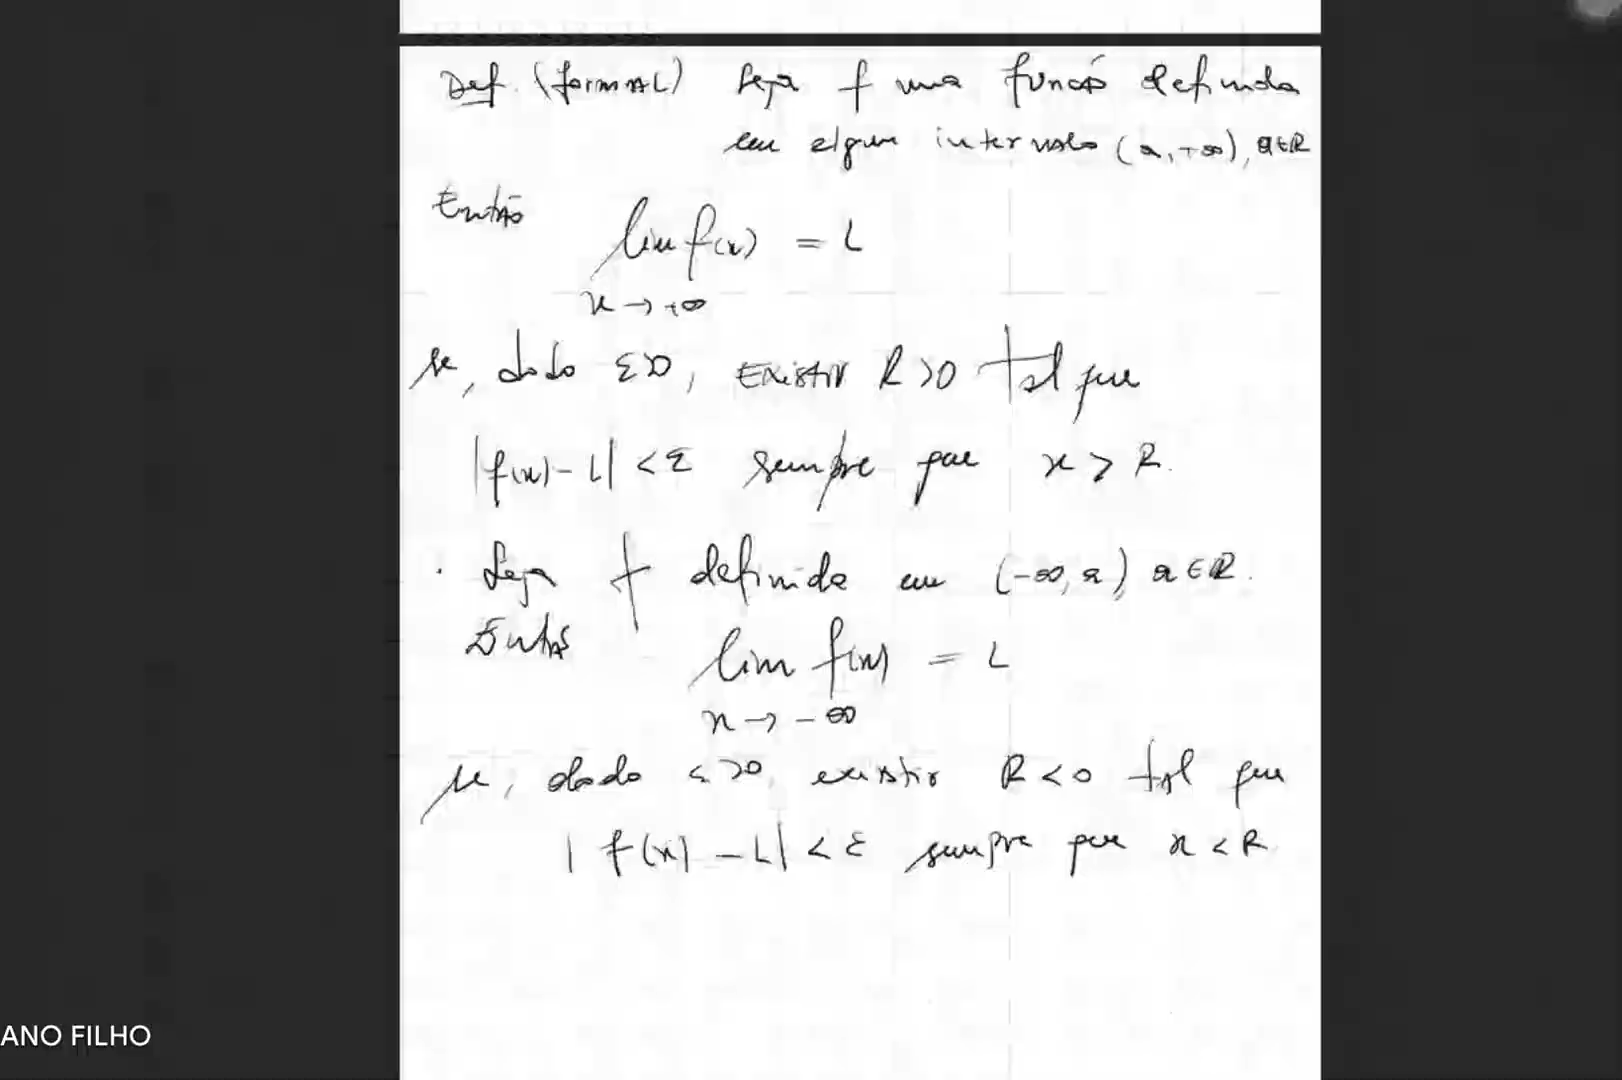 Def. (formAL) Seja f uma função definida
em algum intervalo (a, +∞), a∈R
Então
lim f(x) = L
x → +∞
se, dado ε>0, Existir R>0 tal que
|f(x) - L| < ε sempre que x > R.
· Seja f definida em (-∞, a) a ∈ R.
Então
lim f(x) = L
x → -∞
se, dado ε>0, existir R<0 tal que
| f(x) - L| < ε sempre que x < R
ANO FILHO